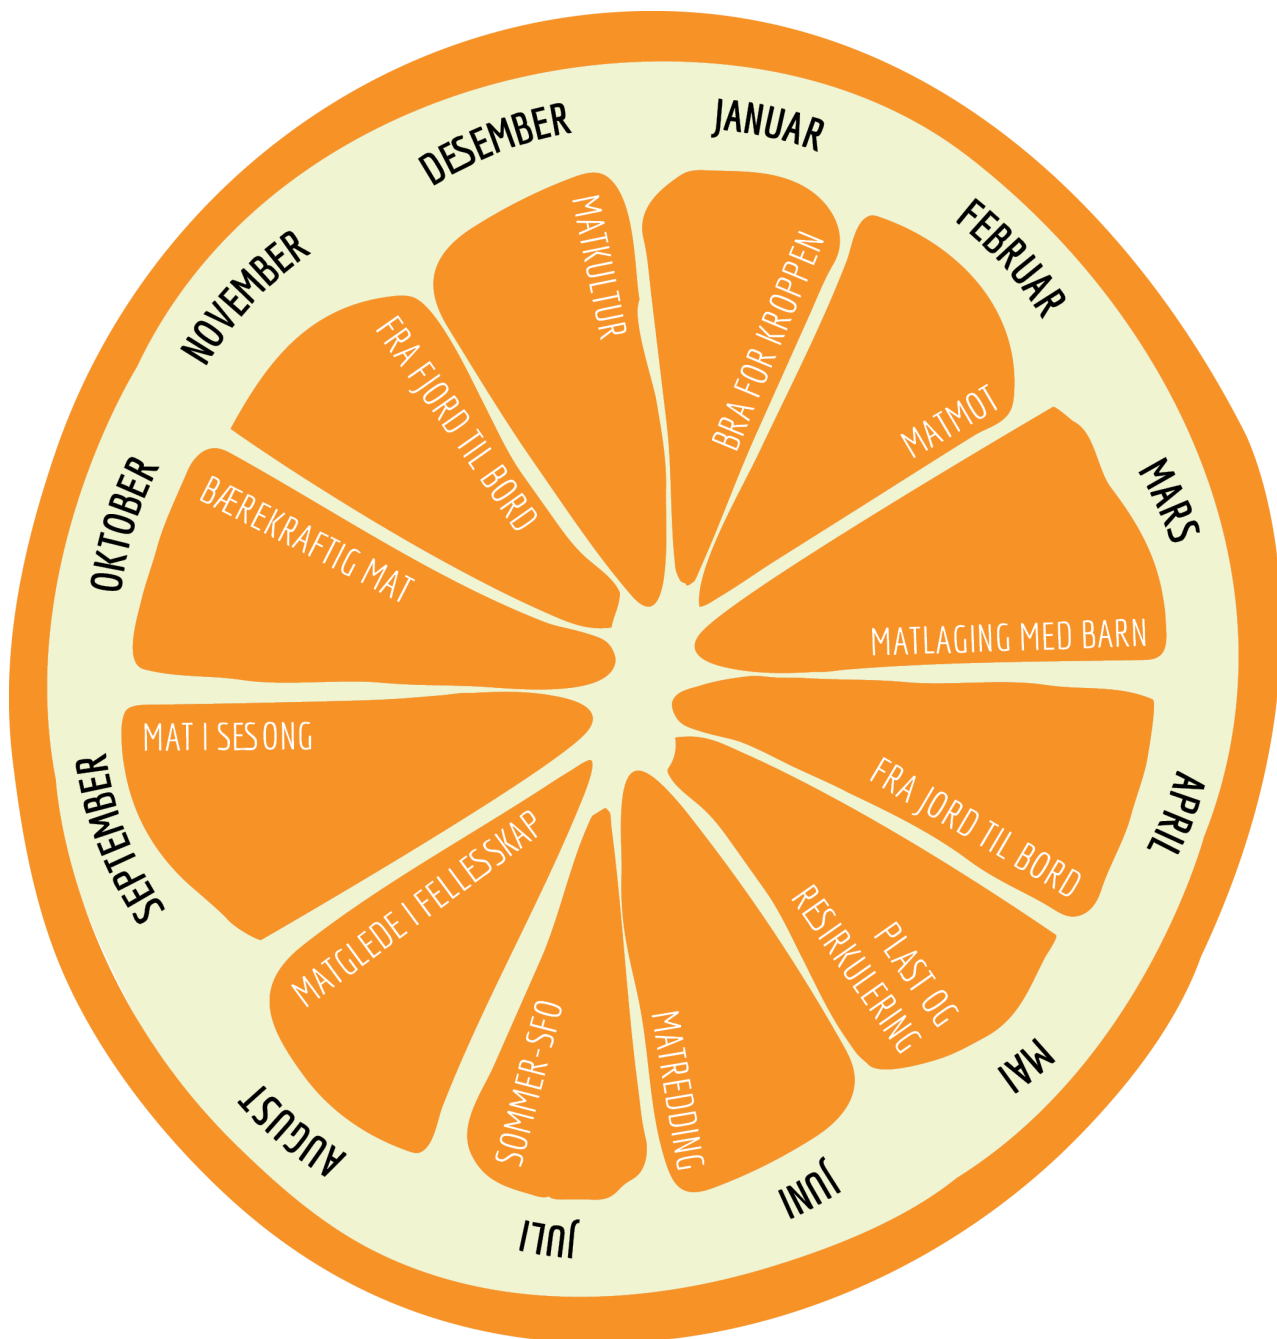 JANUAR
BRA FOR KROPPEN
FEBRUAR
MATMOT
MARS
MATLAGING MED BARN
APRIL
FRA JORD TIL BORD
MAI
PLAST OG
RESIRKULERING
JUNI
MATREDDING
JULI
SOMMER-SFO
AUGUST
MATGLEDE I FELLESSKAP
SEPTEMBER
MAT I SESONG
OKTOBER
BÆREKRAFTIG MAT
NOVEMBER
FRA FJORD TIL BORD
DESEMBER
MATKULTUR